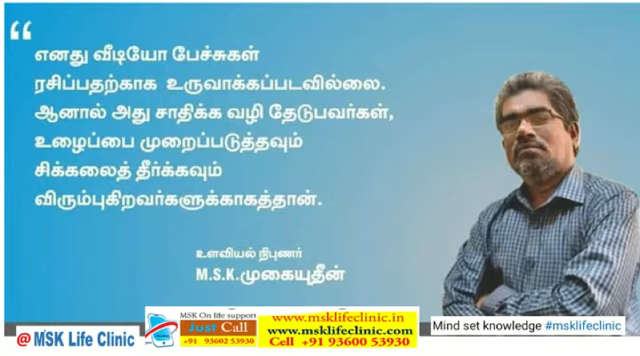 “
எனது வீடியோ பேச்சுகள்
ரசிப்பதற்காக உருவாக்கப்படவில்லை.
ஆனால் அது சாதிக்க வழி தேடுபவர்கள்,
உழைப்பை முறைப்படுத்தவும்
சிக்கலைத் தீர்க்கவும்
விரும்புகிறவர்களுக்காகத்தான்.
உளவியல் நிபுணர்
M.S.K.முகையுதீன்
@ MSK Life Clinic
MSK On life support
Just Call
+91 93602 53930
www.msklifeclinic.in
www.msklifeclinic.com
Cell +91 93600 53930
Mind set knowledge #msklifeclinic